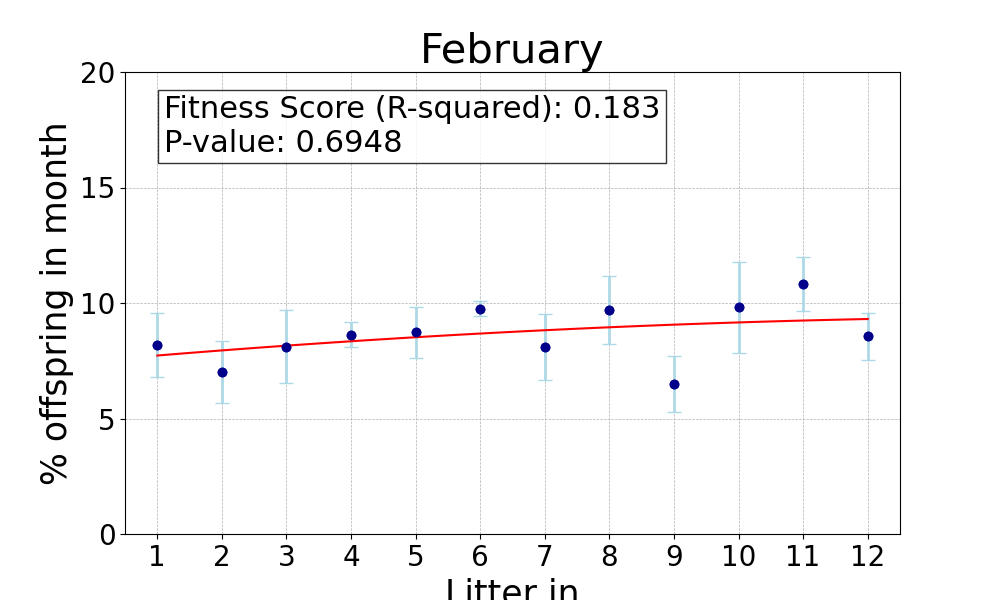 February
Fitness Score (R-squared): 0.183
P-value: 0.6948
% offspring in month
20
15
10
5
0
1 2 3 4 5 6 7 8 9 10 11 12
Litter in